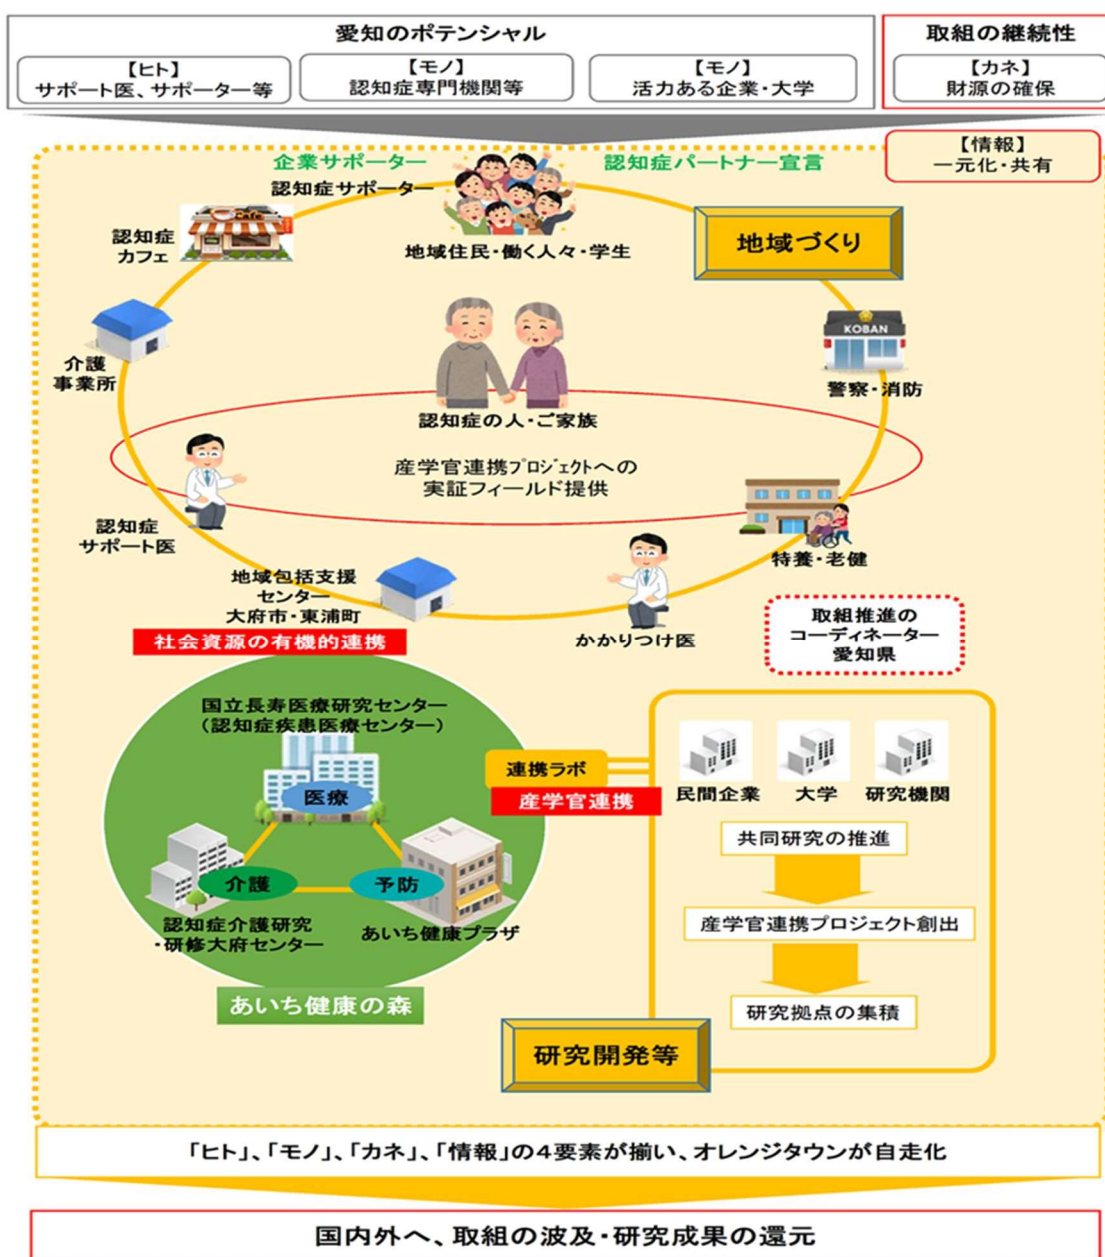 愛知のポテンシャル
取組の継続性
【ヒト】
サポート医、サポーター等
【モノ】
認知症専門機関等
【モノ】
活力ある企業・大学
【カネ】
財源の確保
【情報】
一元化・共有
企業サポーター
認知症パートナー宣言
認知症サポーター
Cafe
認知症
カフェ
地域住民・働く人々・学生
地域づくり
KOBAN
介護
事業所
警察・消防
認知症の人・ご家族
産学官連携プロジェクトへの
実証フィールド提供
認知症
サポート医
特養・老健
地域包括支援
センター
大府市・東浦町
かかりつけ医
取組推進の
コーディネーター
愛知県
社会資源の有機的連携
国立長寿医療研究センター
（認知症疾患医療センター）
医療
介護
予防
認知症介護研究
・研修大府センター
あいち健康プラザ
あいち健康の森
連携ラボ
産学官連携
民間企業
大学
研究機関
共同研究の推進
産学官連携プロジェクト創出
研究拠点の集積
研究開発等
「ヒト」、「モノ」、「カネ」、「情報」の４要素が揃い、オレンジタウンが自走化
国内外へ、取組の波及・研究成果の還元